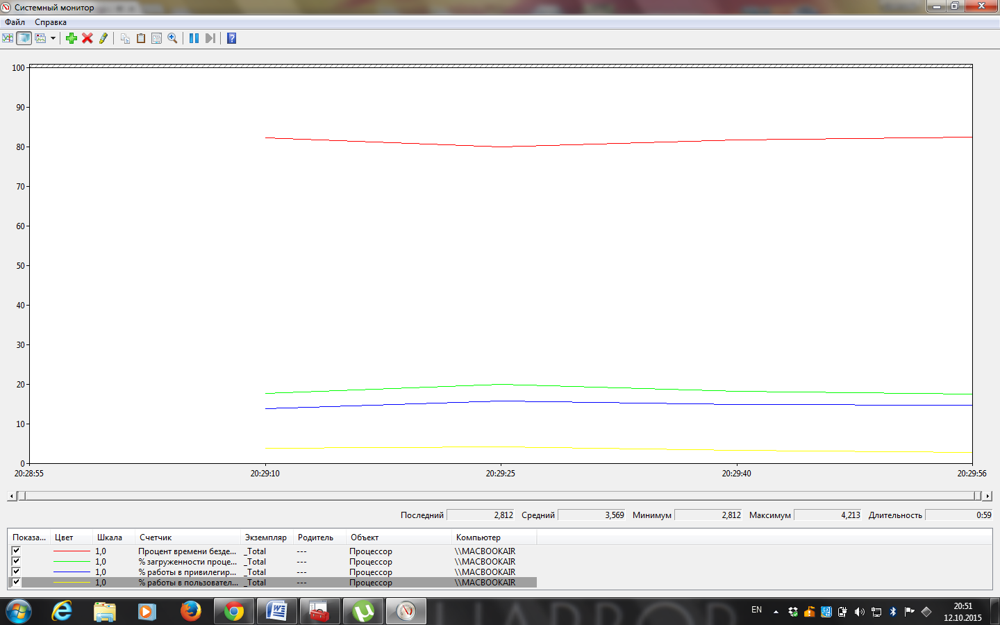 Системный монитор
Файл Справка
100
90
80
70
60
50
40
30
20
10
0
20:28:55 20:29:10 20:29:25 20:29:40 20:29:56
Последний 2,812 Средний 3,569 Минимум 2,812 Максимум 4,213 Длительность 0:59
Показа... Цвет Шкала Счетчик Экземпляр Родитель Объект Компьютер
1,0 Процент времени безде... _Total --- Процессор \\MACBOOKAIR
1,0 % загруженности проце... _Total --- Процессор \\MACBOOKAIR
1,0 % работы в привилегир... _Total --- Процессор \\MACBOOKAIR
1,0 % работы в пользовател... _Total --- Процессор \\MACBOOKAIR
EN 20:51
12.10.2015